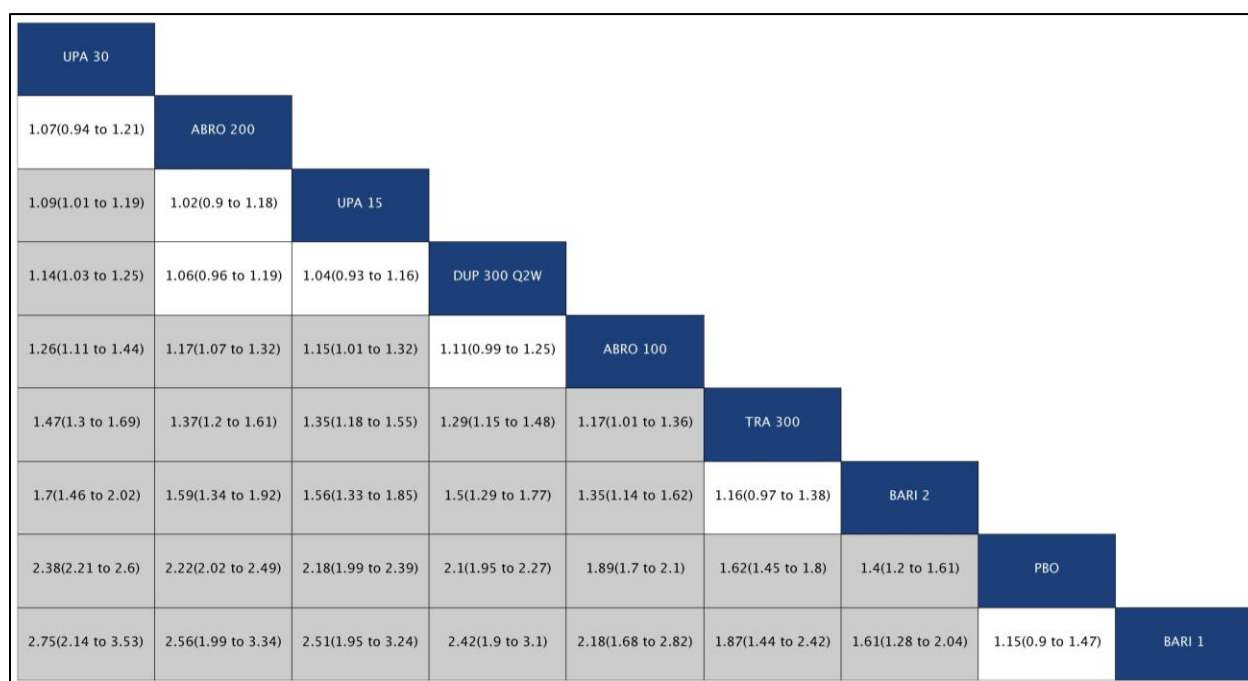 UPA 30
1.07(0.94 to 1.21) ABRO 200
1.09(1.01 to 1.19) 1.02(0.9 to 1.18) UPA 15
1.14(1.03 to 1.25) 1.06(0.96 to 1.19) 1.04(0.93 to 1.16) DUP 300 Q2W
1.26(1.11 to 1.44) 1.17(1.07 to 1.32) 1.15(1.01 to 1.32) 1.11(0.99 to 1.25) ABRO 100
1.47(1.3 to 1.69) 1.37(1.2 to 1.61) 1.35(1.18 to 1.55) 1.29(1.15 to 1.48) 1.17(1.01 to 1.36) TRA 300
1.7(1.46 to 2.02) 1.59(1.34 to 1.92) 1.56(1.33 to 1.85) 1.5(1.29 to 1.77) 1.35(1.14 to 1.62) 1.16(0.97 to 1.38) BARI 2
2.38(2.21 to 2.6) 2.22(2.02 to 2.49) 2.18(1.99 to 2.39) 2.1(1.95 to 2.27) 1.89(1.7 to 2.1) 1.62(1.45 to 1.8) 1.4(1.2 to 1.61) PBO
2.75(2.14 to 3.53) 2.56(1.99 to 3.34) 2.51(1.95 to 3.24) 2.42(1.9 to 3.1) 2.18(1.68 to 2.82) 1.87(1.44 to 2.42) 1.61(1.28 to 2.04) 1.15(0.9 to 1.47) BARI 1